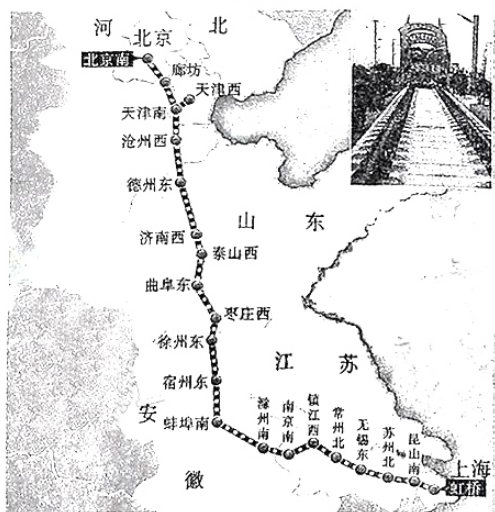 河 北
北京
北京南
廊坊
天津西
天津南
沧州西
德州东
济南西
山东
泰山西
曲阜东
枣庄西
徐州东
江苏
宿州东
安徽
蚌埠南
滁州南
南京南
镇江西
常州北
无锡东
苏州北
昆山南
上海
虹桥